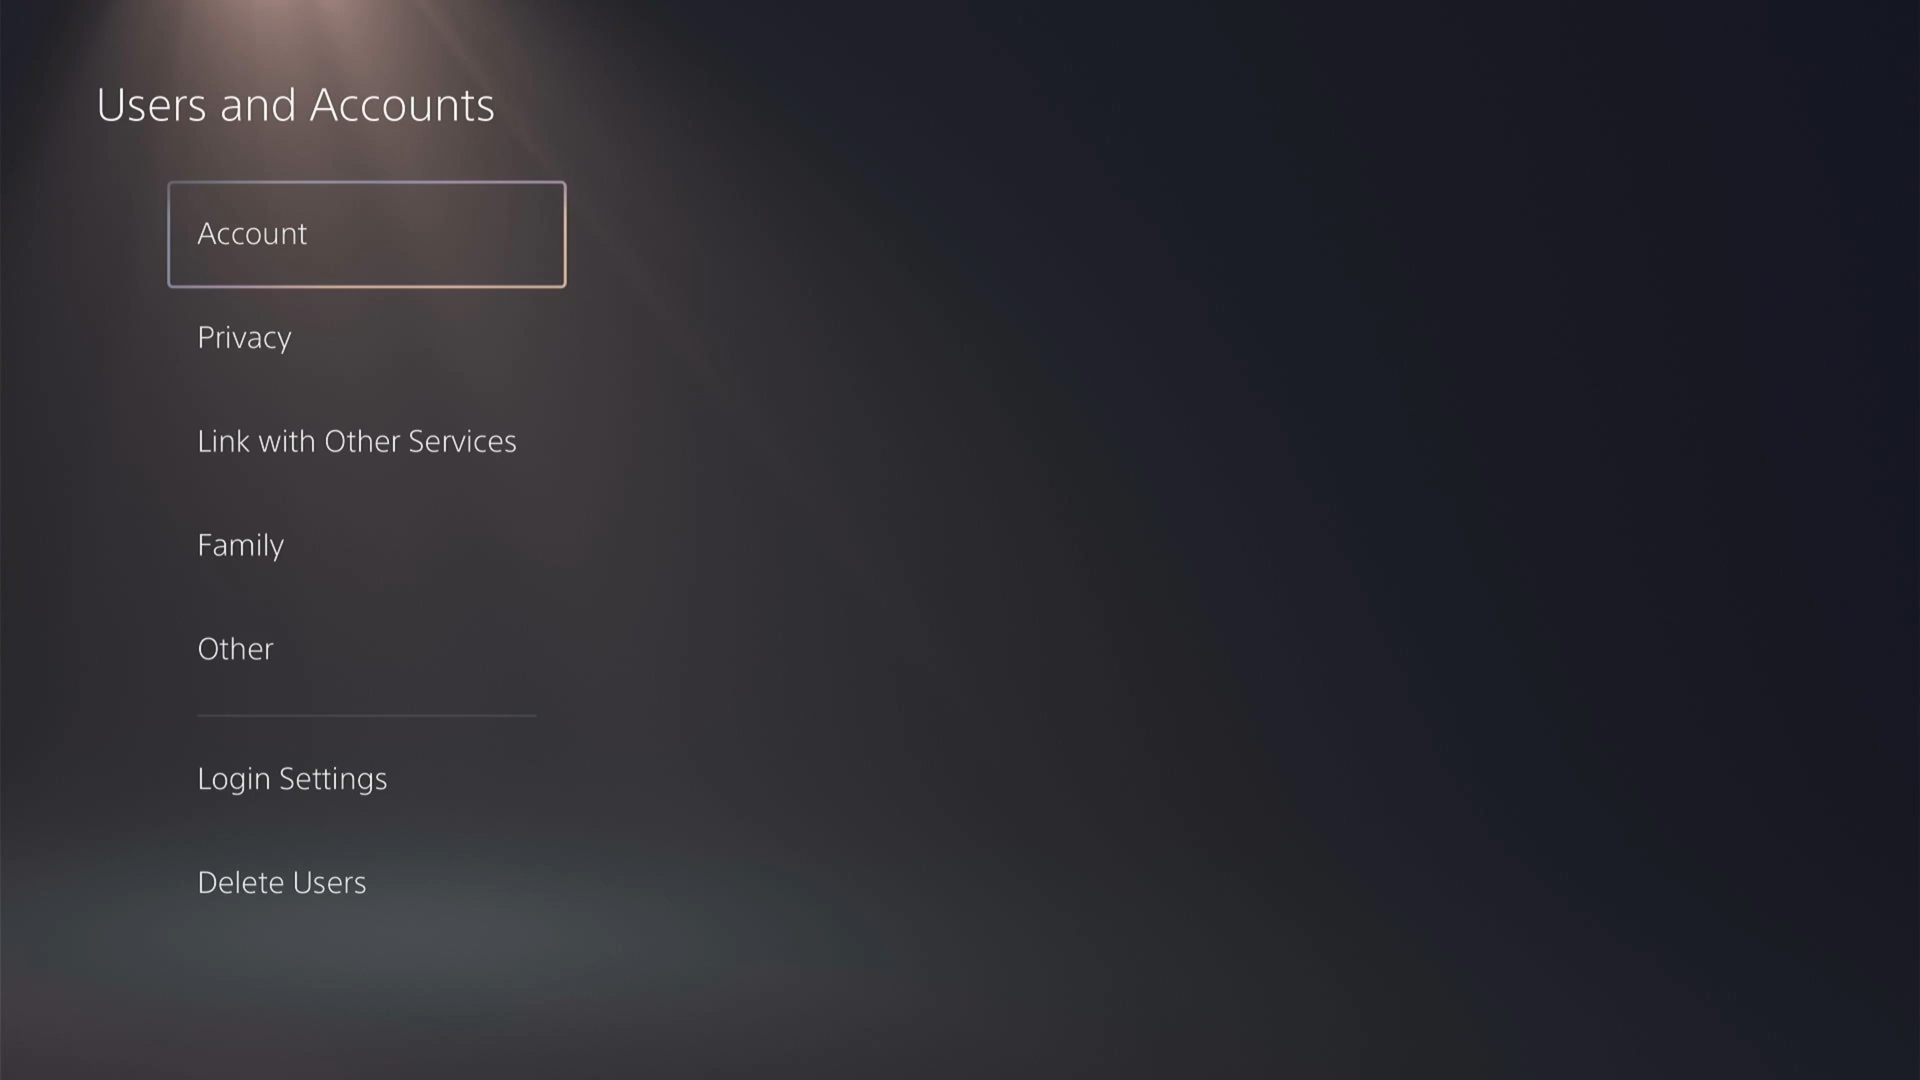 Users and Accounts
Account
Privacy
Link with Other Services
Family
Other
Login Settings
Delete Users